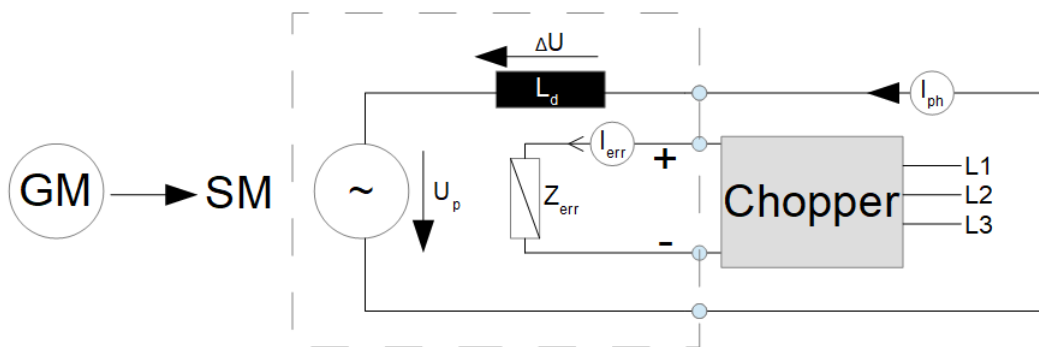 ΔU
L_d
I_ph
I_err
+
GM
SM
~
U_p
Z_err
-
Chopper
L1
L2
L3